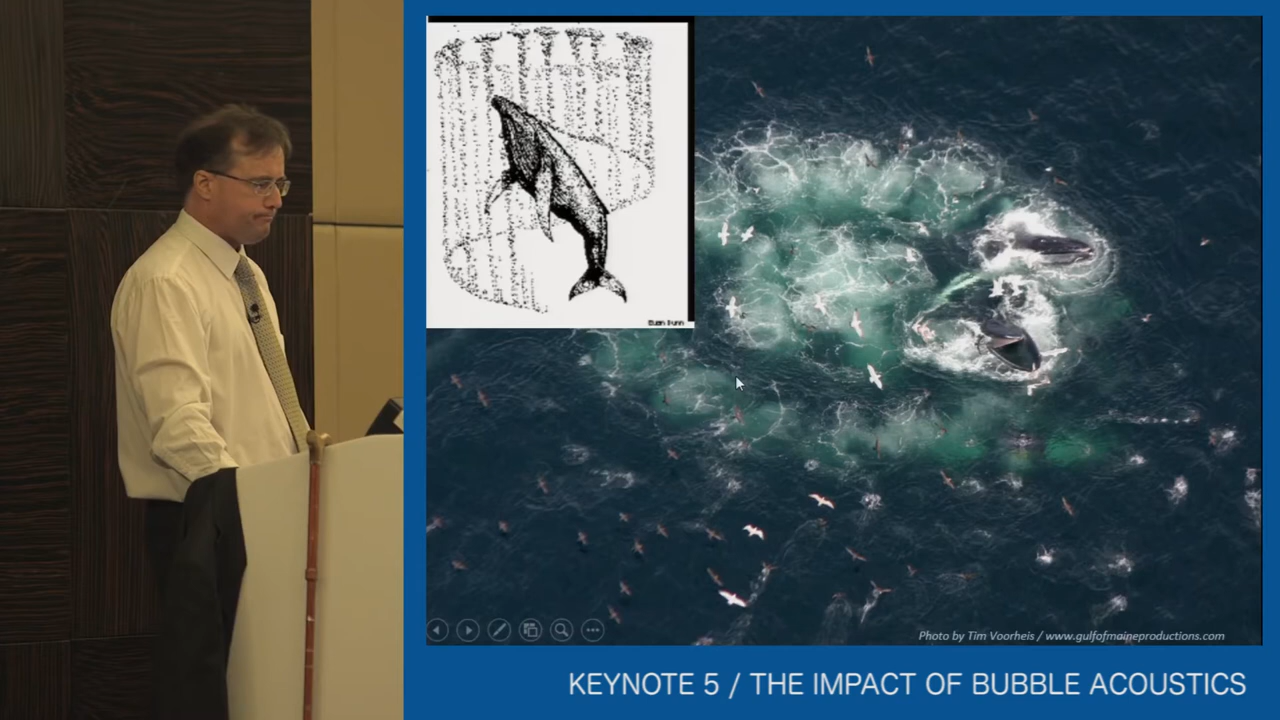 Photo by Tim Voorheis / www.gulfofmaineproductions.com
KEYNOTE 5 / THE IMPACT OF BUBBLE ACOUSTICS